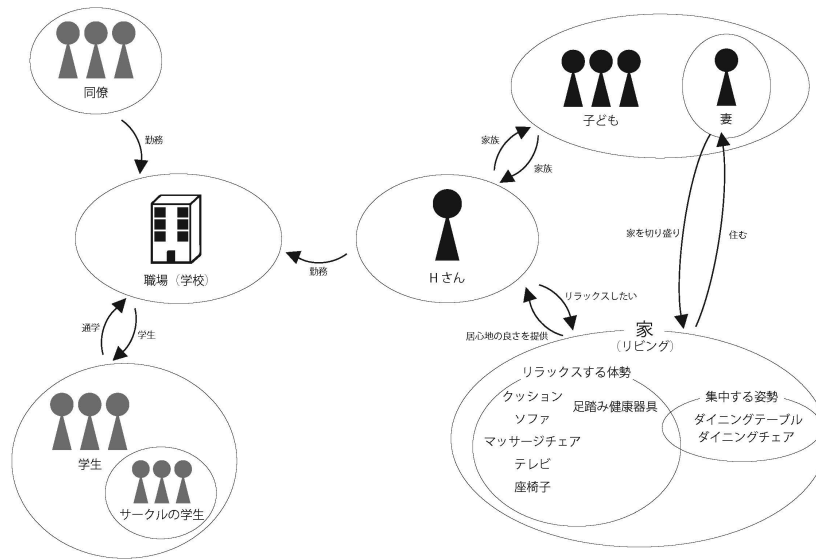 同僚
勤務
職場（学校）
勤務
通学
学生
学生
サークルの学生
Hさん
家族
家族
子ども
妻
家を切り盛り
住む
リラックスしたい
居心地の良さを提供
家
（リビング）
リラックスする体勢
クッション
足踏み健康器具
ソファ
マッサージチェア
テレビ
座椅子
集中する姿勢
ダイニングテーブル
ダイニングチェア